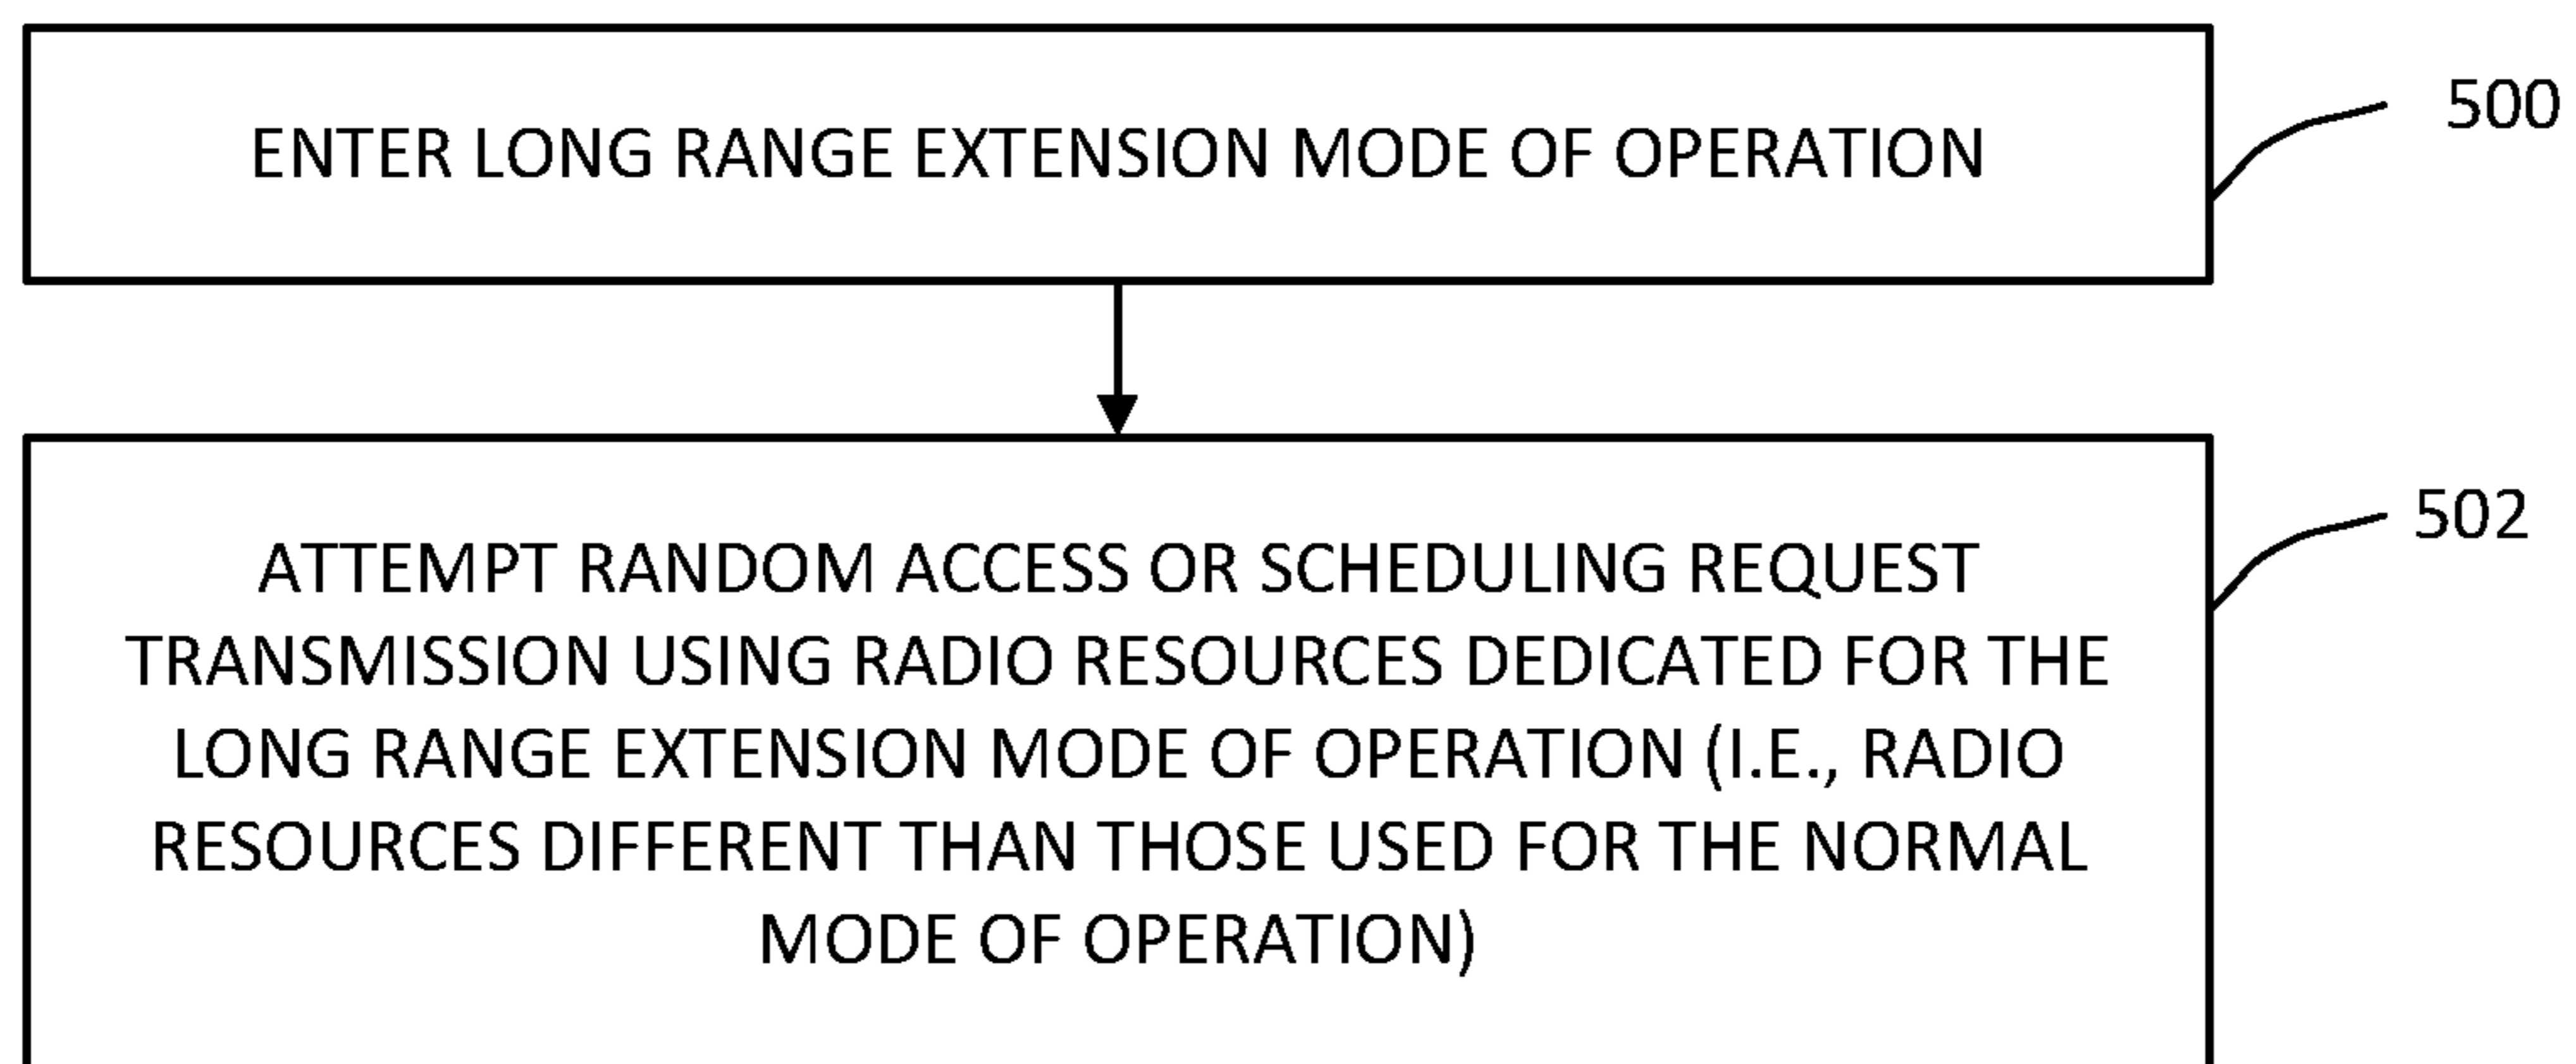 ENTER LONG RANGE EXTENSION MODE OF OPERATION
500
502
ATTEMPT RANDOM ACCESS OR SCHEDULING REQUEST
TRANSMISSION USING RADIO RESOURCES DEDICATED FOR THE
LONG RANGE EXTENSION MODE OF OPERATION (I.E., RADIO
RESOURCES DIFFERENT THAN THOSE USED FOR THE NORMAL
MODE OF OPERATION)